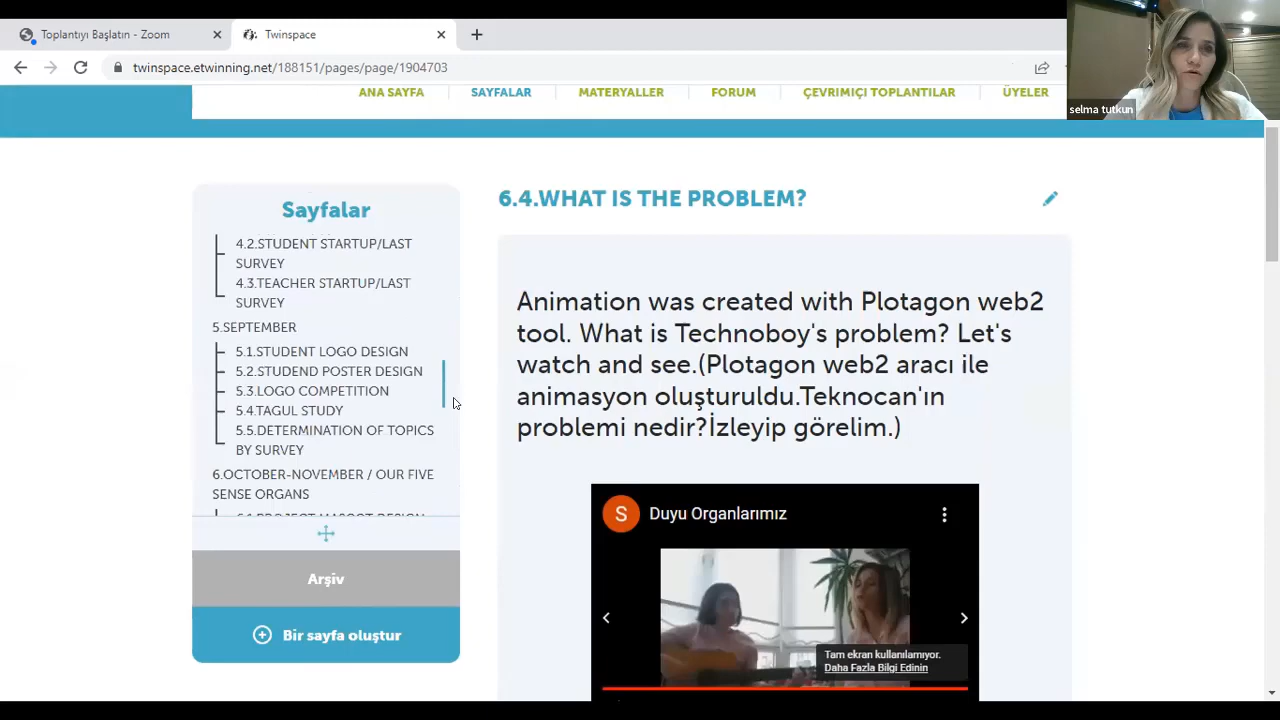 Toplantıyı Başlatın - Zoom
Twinspace
twinspace.etwinning.net/188151/pages/page/1904703
selma tutkun
ANA SAYFA
SAYFALAR
MATERYALLER
FORUM
ÇEVRIMIÇI TOPLANTILAR
ÜYELER
Sayfalar
4.2.STUDENT STARTUP/LAST
SURVEY
4.3.TEACHER STARTUP/LAST
SURVEY
5.SEPTEMBER
5.1.STUDENT LOGO DESIGN
5.2.STUDEND POSTER DESIGN
5.3.LOGO COMPETITION
5.4.TAGUL STUDY
5.5.DETERMINATION OF TOPICS
BY SURVEY
6.OCTOBER-NOVEMBER / OUR FIVE
SENSE ORGANS
6.1.PROJECT MASCOT DESIGN
Arşiv
Bir sayfa oluştur
6.4.WHAT IS THE PROBLEM?
Animation was created with Plotagon web2
tool. What is Technoboy's problem? Let's
watch and see.(Plotagon web2 aracı ile
animasyon oluşturuldu.Teknocan'ın
problemi nedir?İzleyip görelim.)
S
Duyu Organlarımız
Tam ekran kullanılamıyor.
Daha Fazla Bilgi Edinin